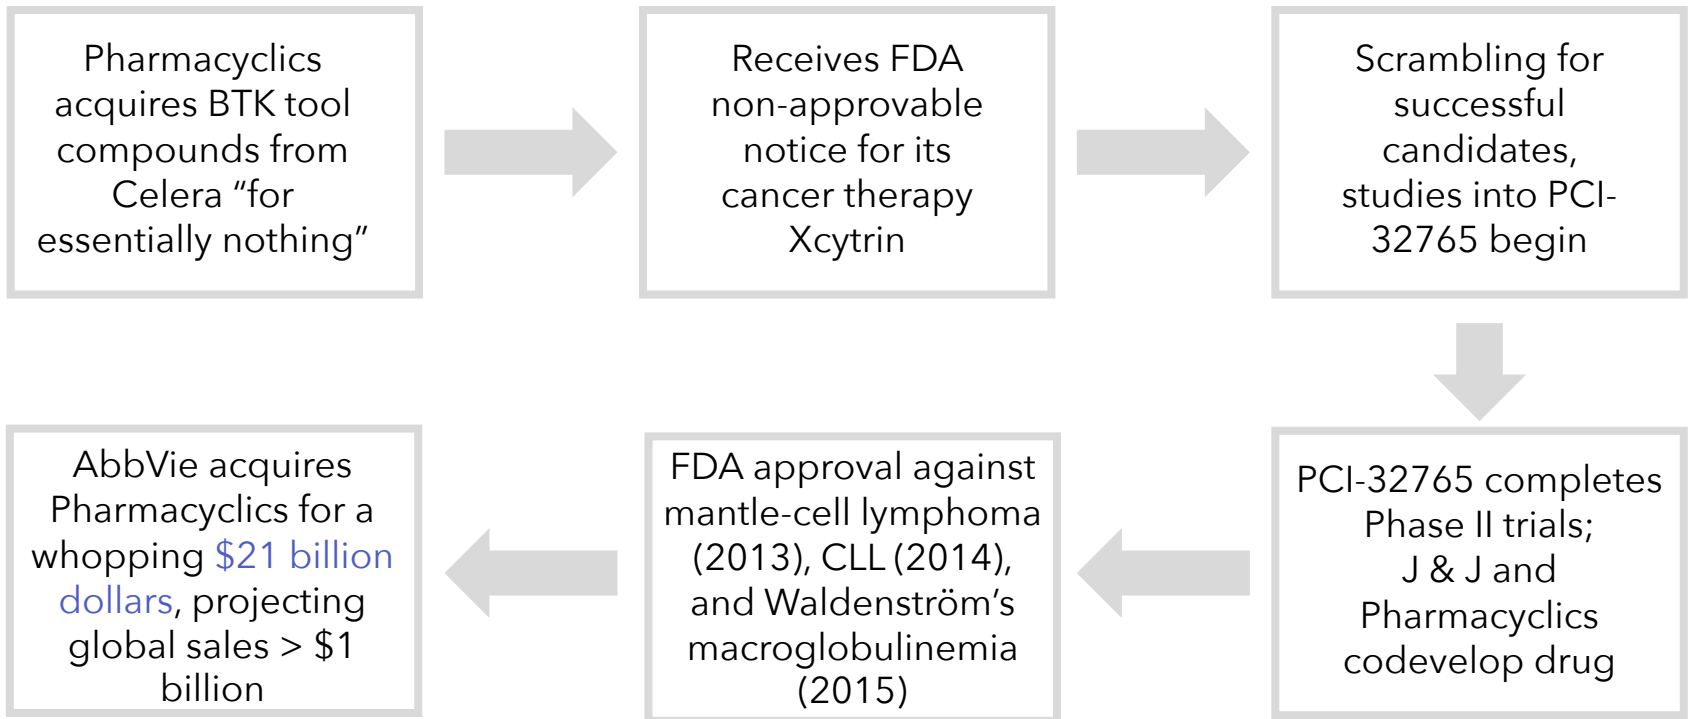 Pharmacyclics
acquires BTK tool
compounds from
Celera “for
essentially nothing”
Receives FDA
non-approvable
notice for its
cancer therapy
Xcytrin
Scrambling for
successful
candidates,
studies into PCI-
32765 begin
PCI-32765 completes
Phase II trials;
J & J and
Pharmacyclics
codevelop drug
FDA approval against
mantle-cell lymphoma
(2013), CLL (2014),
and Waldenström’s
macroglobulinemia
(2015)
AbbVie acquires
Pharmacyclics for a
whopping $21 billion
dollars, projecting
global sales > $1
billion